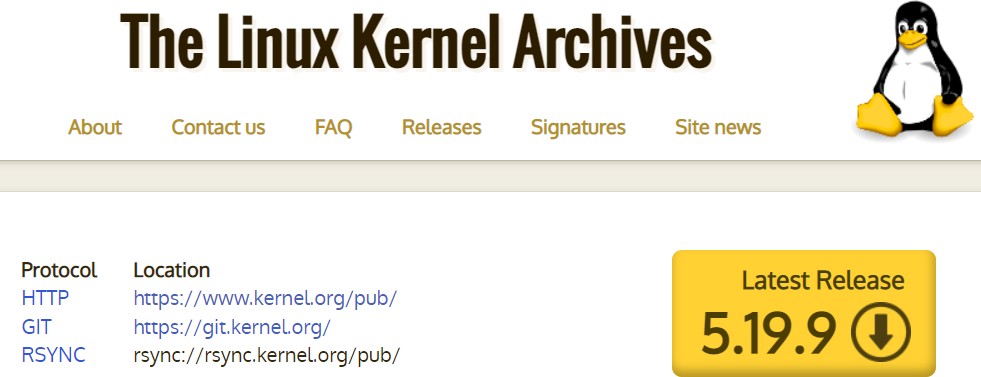 The Linux Kernel Archives
About Contact us FAQ Releases Signatures Site news
Protocol Location
HTTP https://www.kernel.org/pub/
GIT https://git.kernel.org/
RSYNC rsync://rsync.kernel.org/pub/
Latest Release
5.19.9